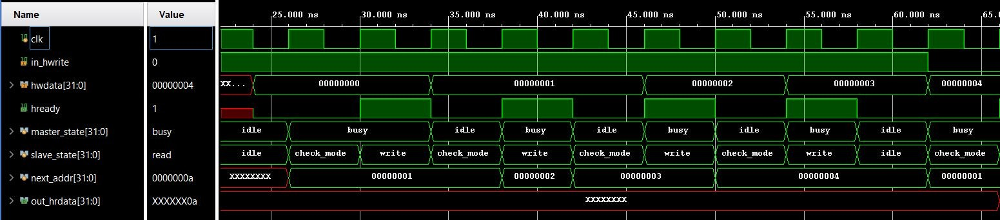 Name Value 25.000 ns 30.000 ns 35.000 ns 40.000 ns 45.000 ns 50.000 ns 55.000 ns 60.000 ns 65.0
clk 1
in_hwrite 0
hwdata[31:0] 00000004 XX... 00000000 00000001 00000002 00000003 00000004
hready 1
master_state[31:0] busy idle busy idle busy idle busy idle busy idle busy
slave_state[31:0] read idle check_mode write check_mode write check_mode write check_mode write idle check_mode
next_addr[31:0] 0000000a XXXXXXXX 00000001 00000002 00000003 00000004 00000001
out_hrdata[31:0] XXXXXX0a XXXXXXXX